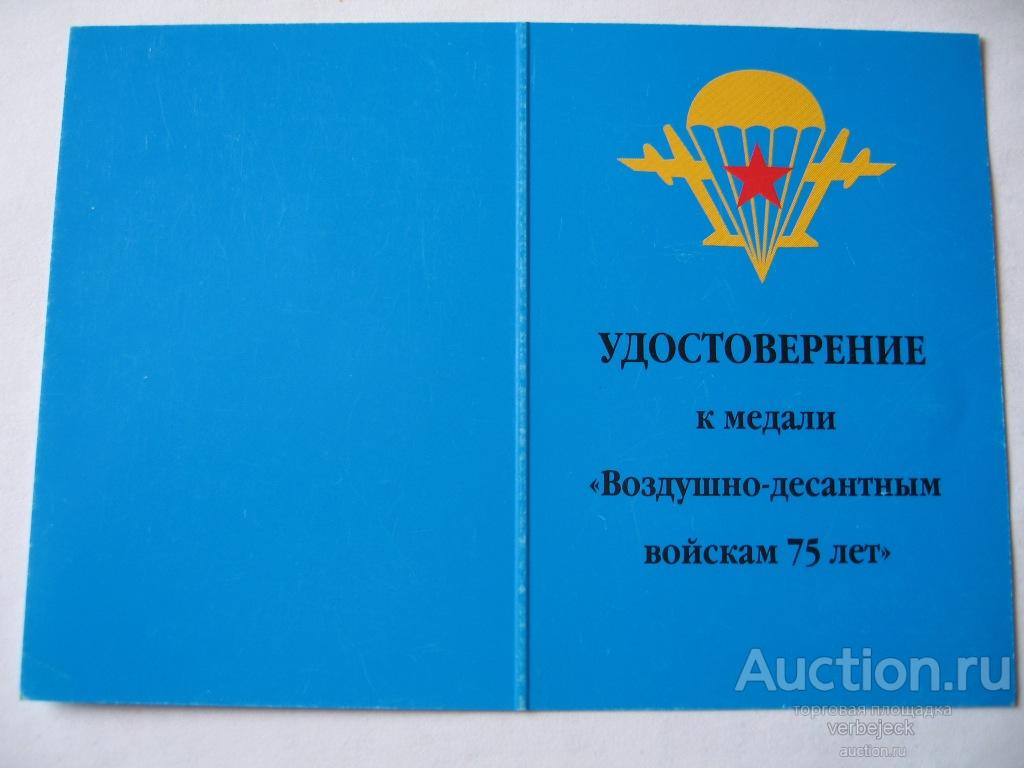 УДОСТОВЕРЕНИЕ
к медали
«Воздушно-десантным
войскам 75 лет»
Auction.ru
торговая площадка
verbejeck
auction.ru